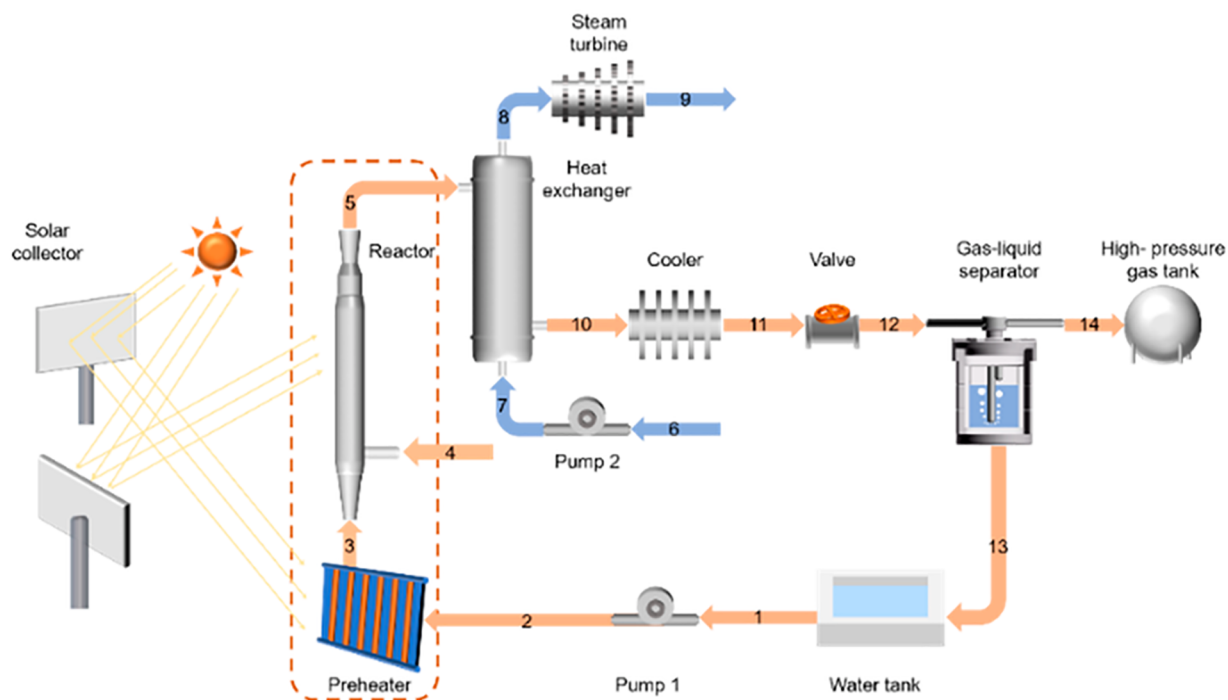 Steam
turbine
8
9
Heat
exchanger
5
Solar
collector
Reactor
Cooler
Valve
Gas-liquid
separator
High- pressure
gas tank
10
11
12
14
7
6
4
Pump 2
3
13
2
1
Preheater
Pump 1
Water tank